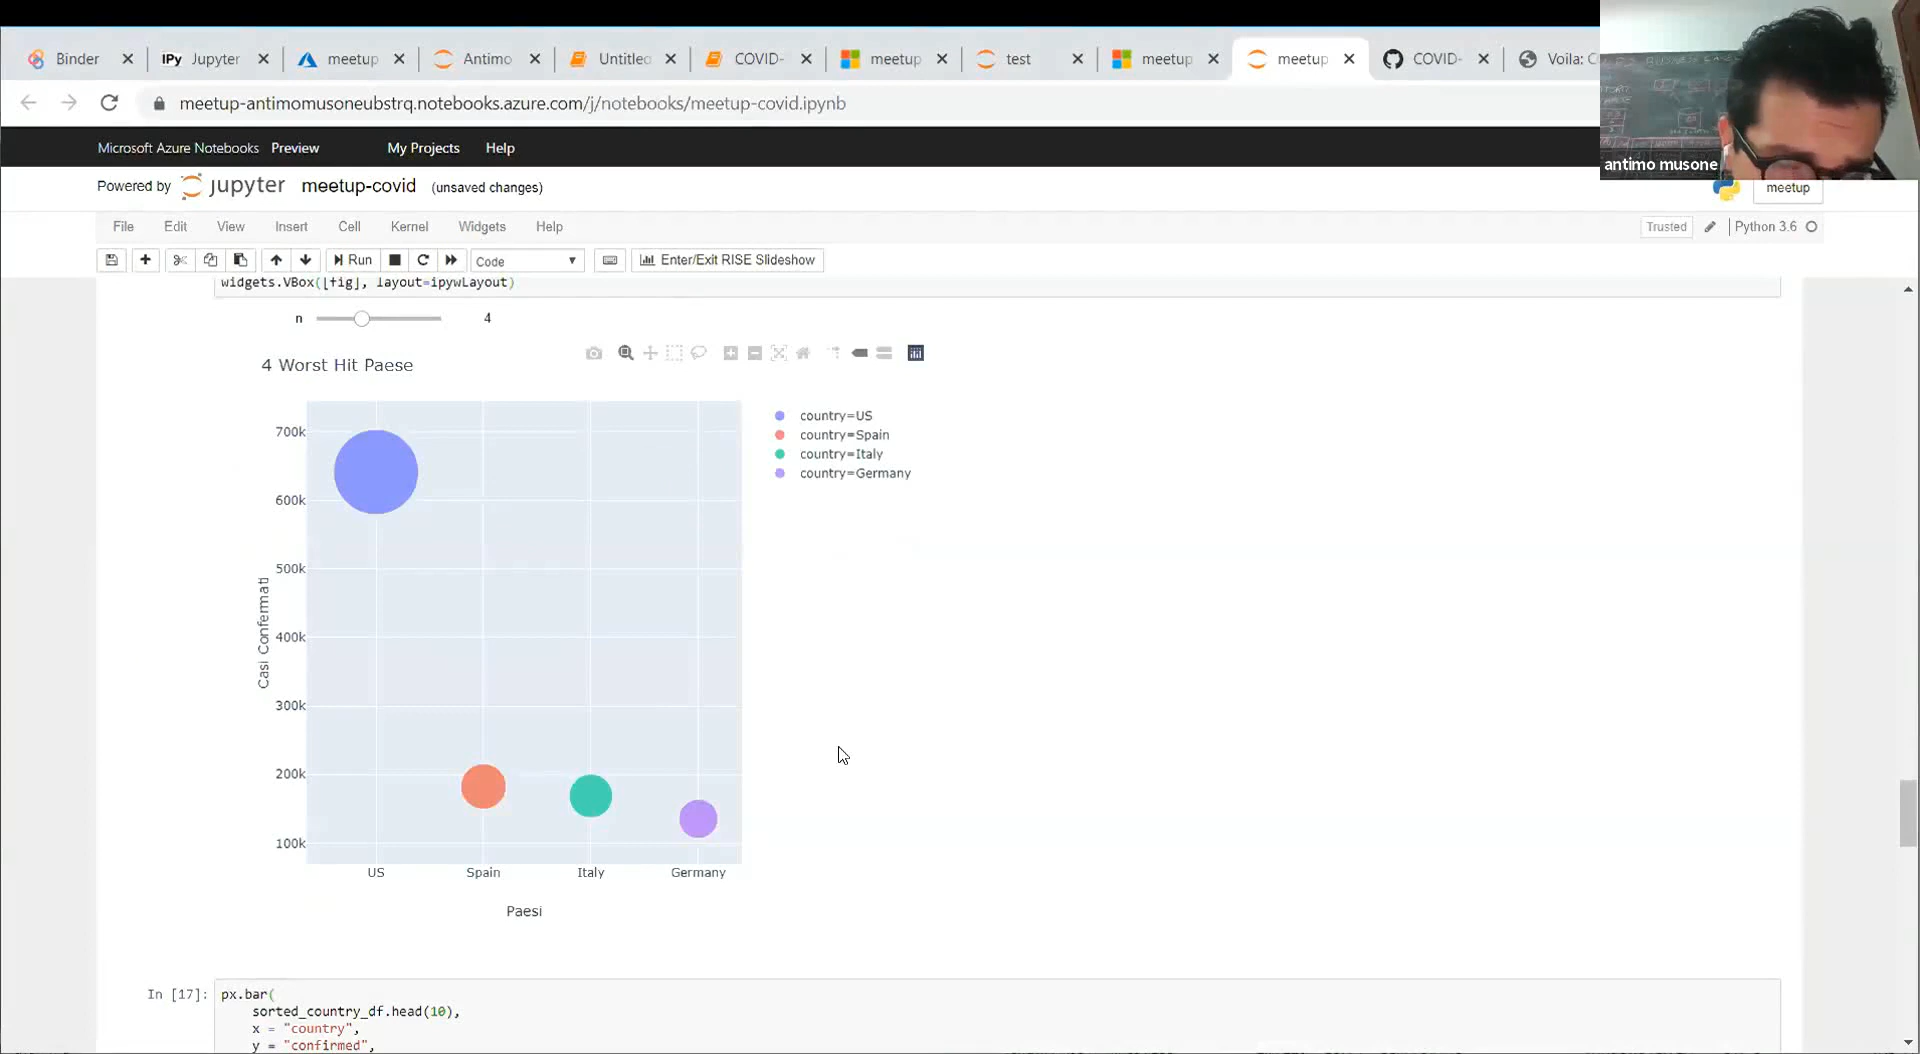 Binder
IPy Jupyter
meetup
Antimo
Untitled
COVID-
meetup
test
meetup
meetup
COVID-
Voila:
meetup-antimomusoneubstrq.notebooks.azure.com/j/notebooks/meetup-covid.ipynb
antimo musone
Microsoft Azure Notebooks Preview My Projects Help
Powered by jupyter meetup-covid (unsaved changes)
meetup
File Edit View Insert Cell Kernel Widgets Help
Trusted Python 3.6
Run Code Enter/Exit RISE Slideshow
widgets.VBox([fig], layout=ipywLayout)
n 4
4 Worst Hit Paese
country=US
country=Spain
country=Italy
country=Germany
700k
600k
500k
400k
300k
200k
100k
Casi Confermati
US Spain Italy Germany
Paesi
In [17]: px.bar(
sorted_country_df.head(10),
x = "country",
y = "confirmed",